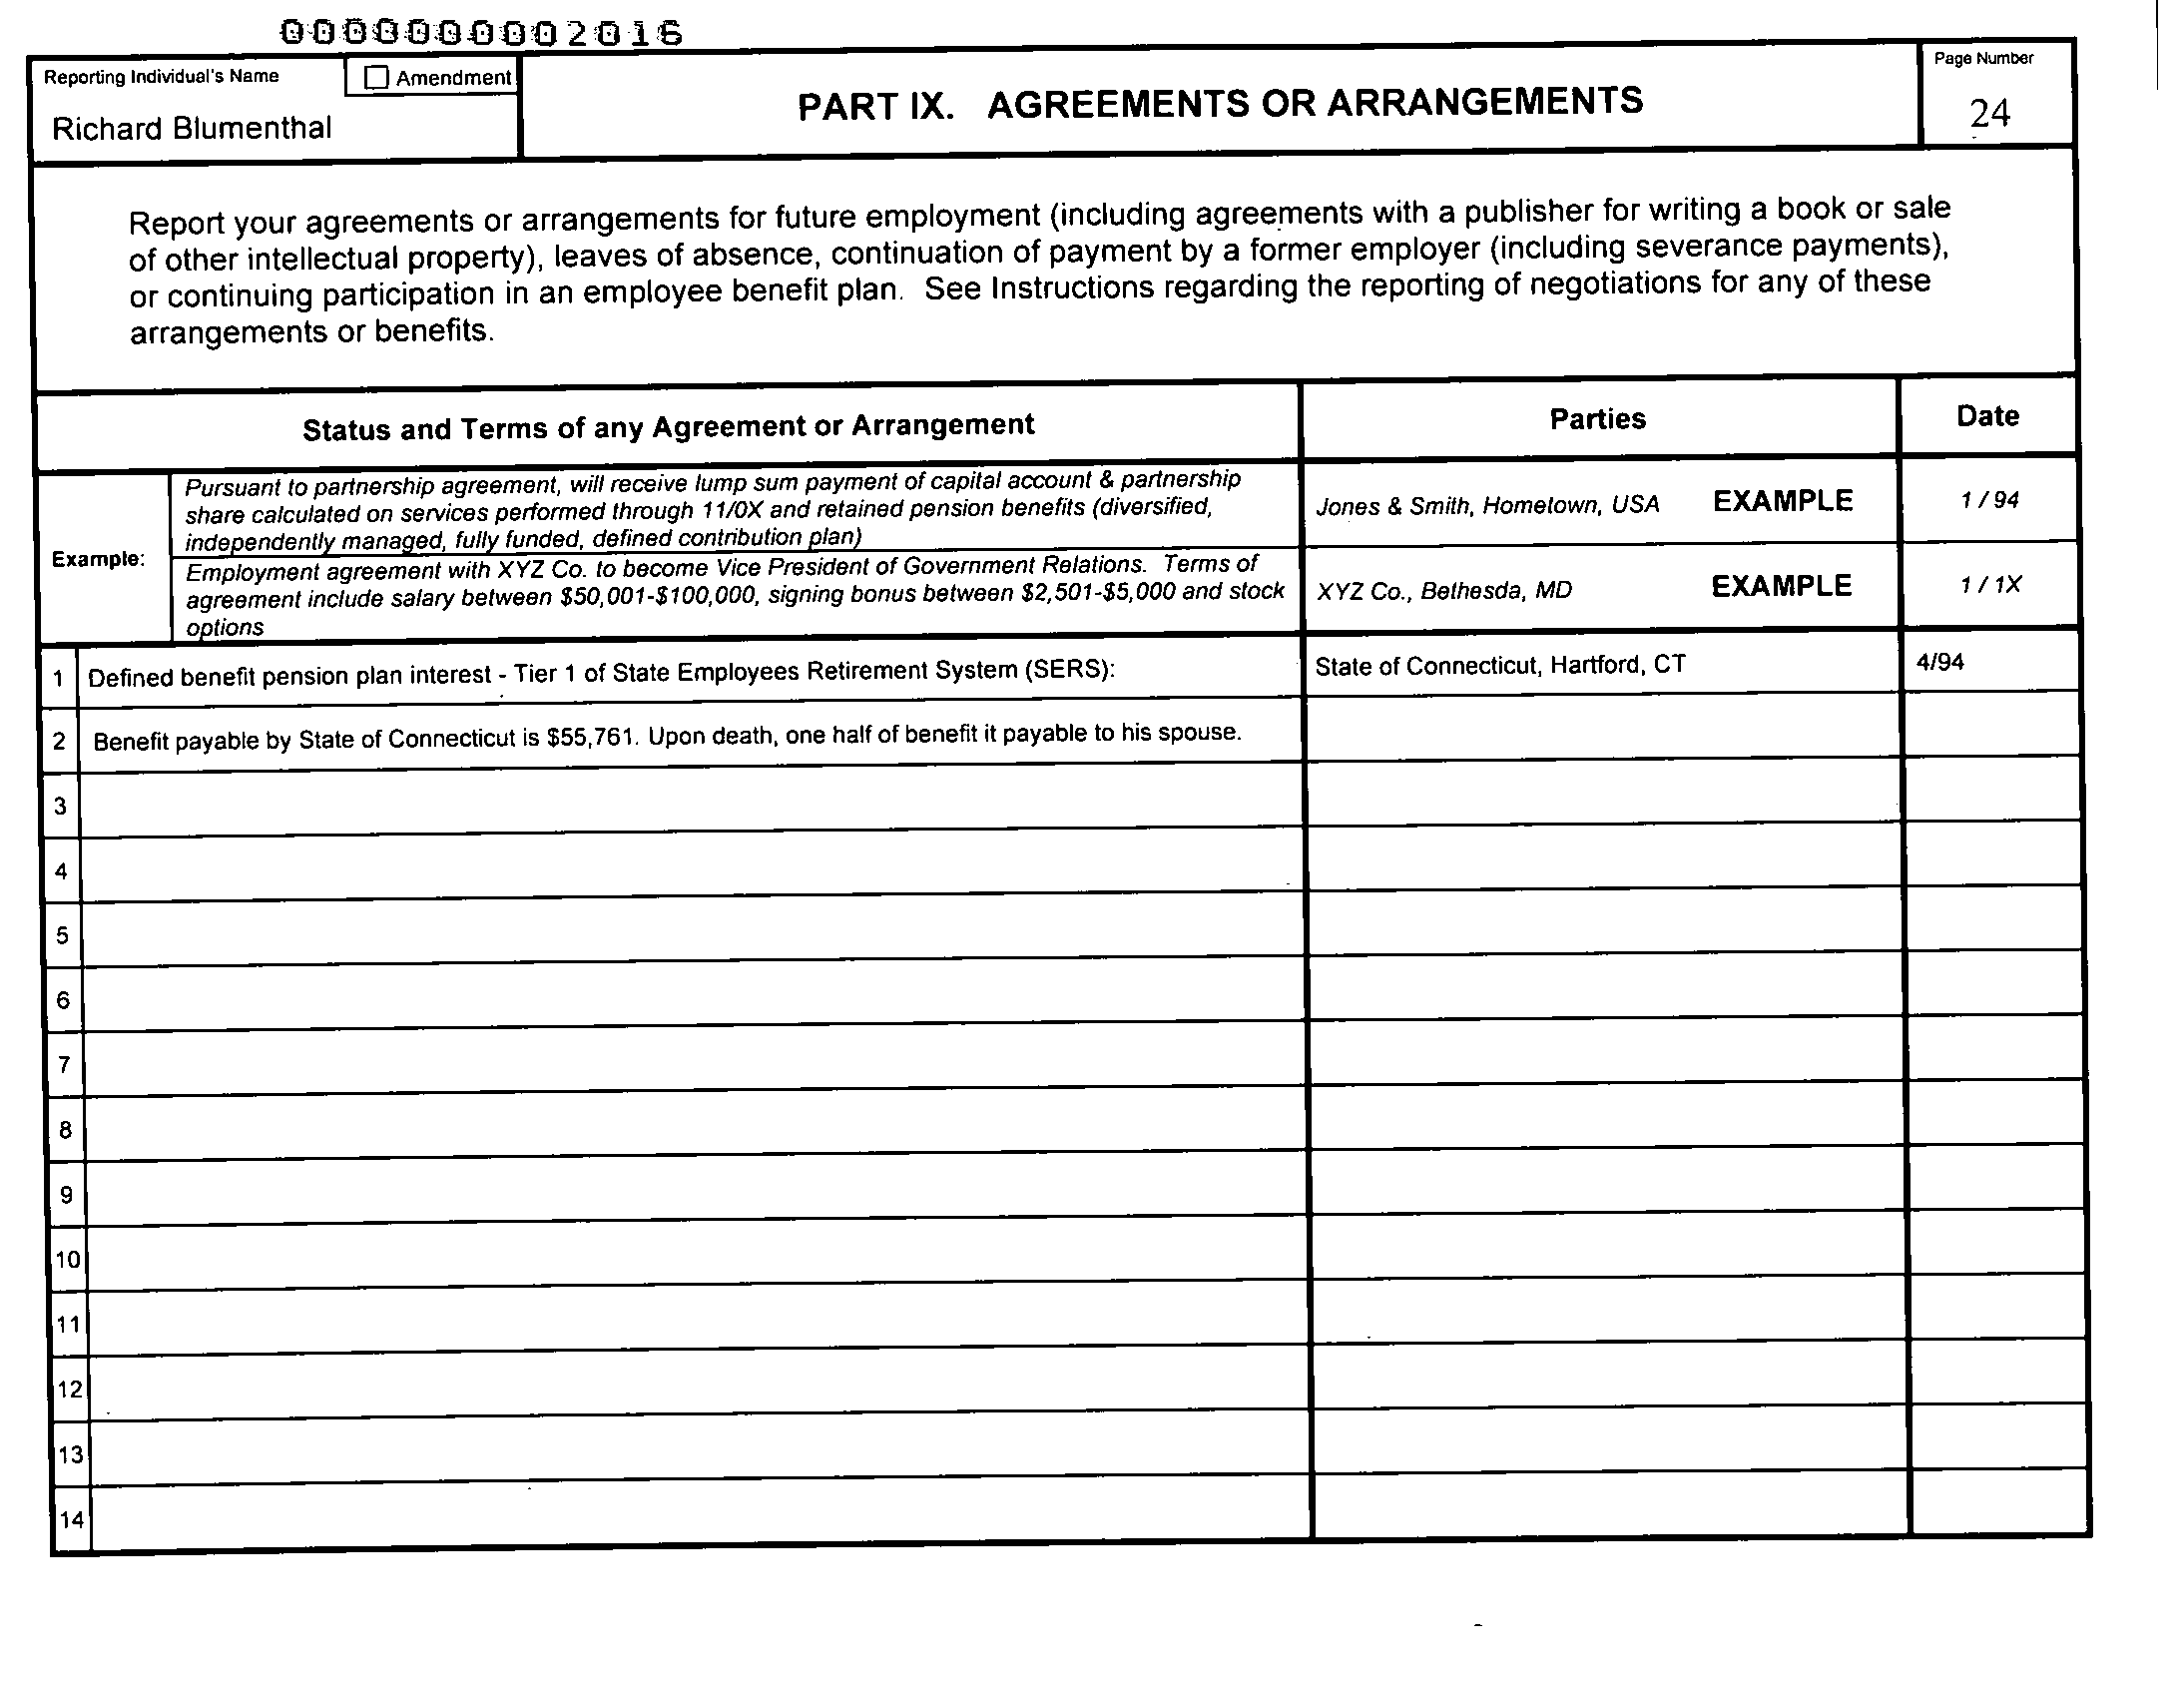 0000000002016
Reporting Individual's Name
Amendment
Richard Blumenthal
PART IX. AGREEMENTS OR ARRANGEMENTS
Page Number
24
Report your agreements or arrangements for future employment (including agreements with a publisher for writing a book or sale
of other intellectual property), leaves of absence, continuation of payment by a former employer (including severance payments),
or continuing participation in an employee benefit plan. See Instructions regarding the reporting of negotiations for any of these
arrangements or benefits.
Status and Terms of any Agreement or Arrangement
Parties
Date
Example:
Pursuant to partnership agreement, will receive lump sum payment of capital account & partnership
share calculated on services performed through 11/0X and retained pension benefits (diversified,
independently managed, fully funded, defined contribution plan)
Jones & Smith, Hometown, USA EXAMPLE
1 / 94
Employment agreement with XYZ Co. to become Vice President of Government Relations. Terms of
agreement include salary between $50,001-$100,000, signing bonus between $2,501-$5,000 and stock
options
XYZ Co., Bethesda, MD EXAMPLE
1 / 1X
1 Defined benefit pension plan interest - Tier 1 of State Employees Retirement System (SERS): State of Connecticut, Hartford, CT 4/94
2 Benefit payable by State of Connecticut is $55,761. Upon death, one half of benefit it payable to his spouse.
3
4
5
6
7
8
9
10
11
12
13
14